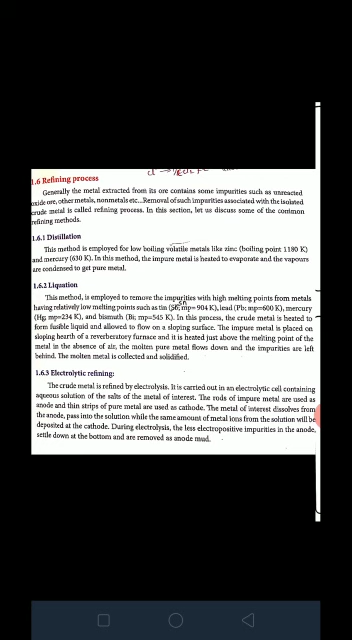 1.6 Refining process
Generally the metal extracted from its ore contains some impurities such as unreacted
oxide ore, other metals, nonmetals etc...Removal of such impurities associated with the isolated
crude metal is called refining process. In this section, let us discuss some of the common
refining methods.
1.6.1 Distillation
This method is employed for low boiling volatile metals like zinc (boiling point 1180 K)
and mercury (630 K). In this method, the impure metal is heated to evaporate and the vapours
are condensed to get pure metal.
1.6.2 Liquation
This method, is employed to remove the impurities with high melting points from metals
having relatively low melting points such as tin (Sb; mp= 904 K), lead (Pb; mp=600 K), mercury
Sn
(Hg; mp=234 K), and bismuth (Bi; mp=545 K). In this process, the crude metal is heated to
form fusible liquid and allowed to flow on a sloping surface. The impure metal is placed on
sloping hearth of a reverberatory furnace and it is heated just above the melting point of the
metal in the absence of air, the molten pure metal flows down and the impurities are left
behind. The molten metal is collected and solidified.
1.6.3 Electrolytic refining:
The crude metal is refined by electrolysis. It is carried out in an electrolytic cell containing
aqueous solution of the salts of the metal of interest. The rods of impure metal are used as
anode and thin strips of pure metal are used as cathode. The metal of interest dissolves from
the anode, pass into the solution while the same amount of metal ions from the solution will be
deposited at the cathode. During electrolysis, the less electropositive impurities in the anode,
settle down at the bottom and are removed as anode mud.